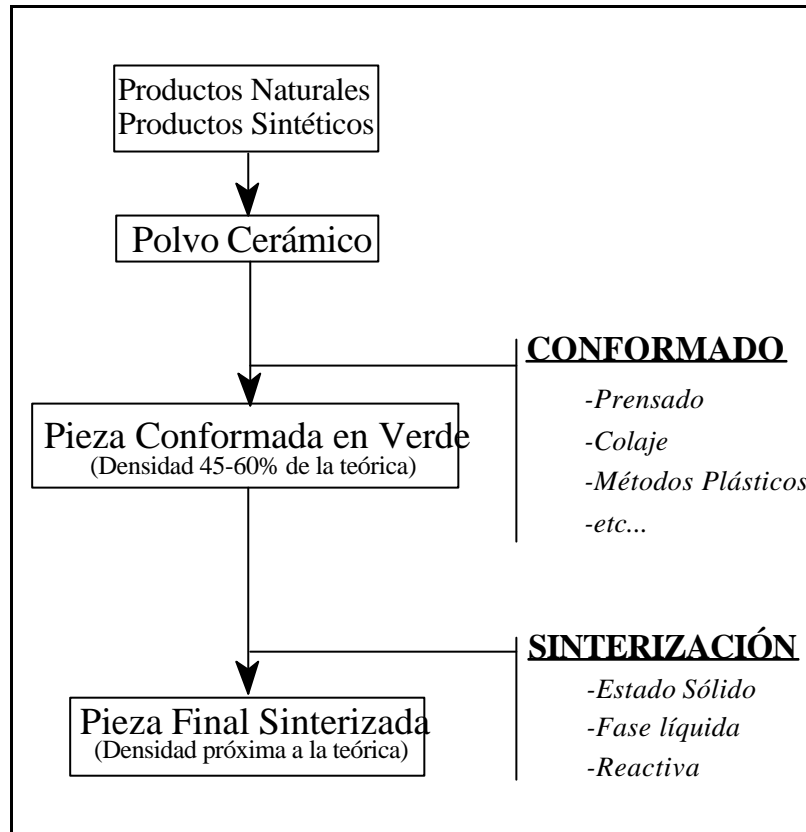 Productos Naturales
Productos Sintéticos
Polvo Cerámico
CONFORMADO
-Prensado
-Colaje
-Métodos Plásticos
-etc...
Pieza Conformada en Verde
(Densidad 45-60% de la teórica)
SINTERIZACIÓN
-Estado Sólido
-Fase líquida
-Reactiva
Pieza Final Sinterizada
(Densidad próxima a la teórica)